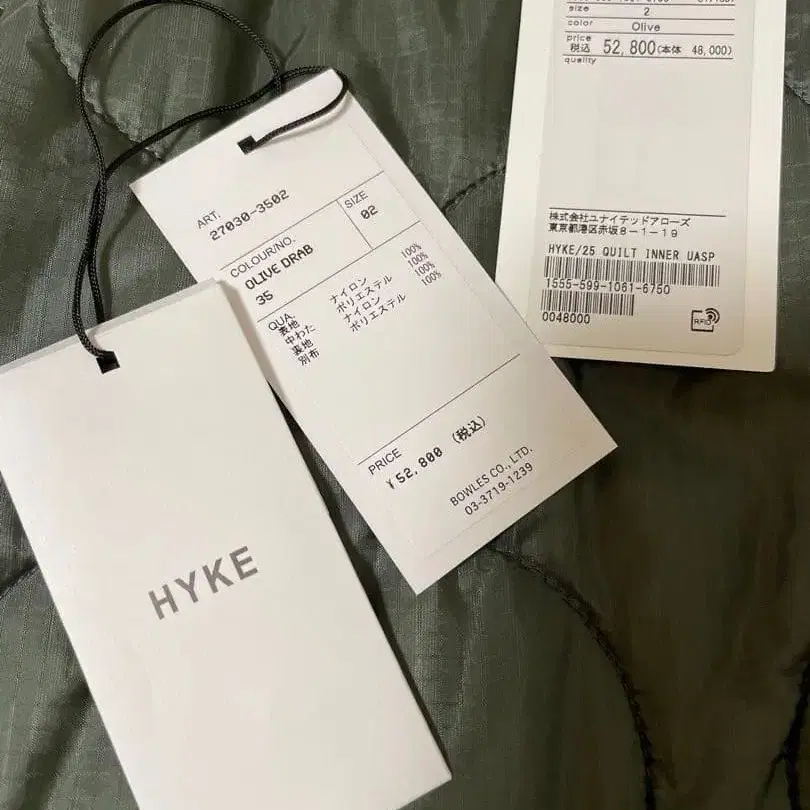 size
2
color
Olive
price
税込 52,800(本体 48,000)
quality
株式会社ユナイテッドアローズ
東京都港区赤坂8-1-19
HYKE/25 QUILT INNER UASP
1555-599-1061-6750
0048000
RFID
ART.
27030-3502
COLOUR/NO.
OLIVE DRAB
3S
SIZE
02
QUA.
表地 ナイロン 100%
中わた ポリエステル 100%
裏地 ナイロン 100%
別布 ポリエステル 100%
PRICE
¥52,800 (税込)
BOWLES CO., LTD.
03-3719-1239
HYKE